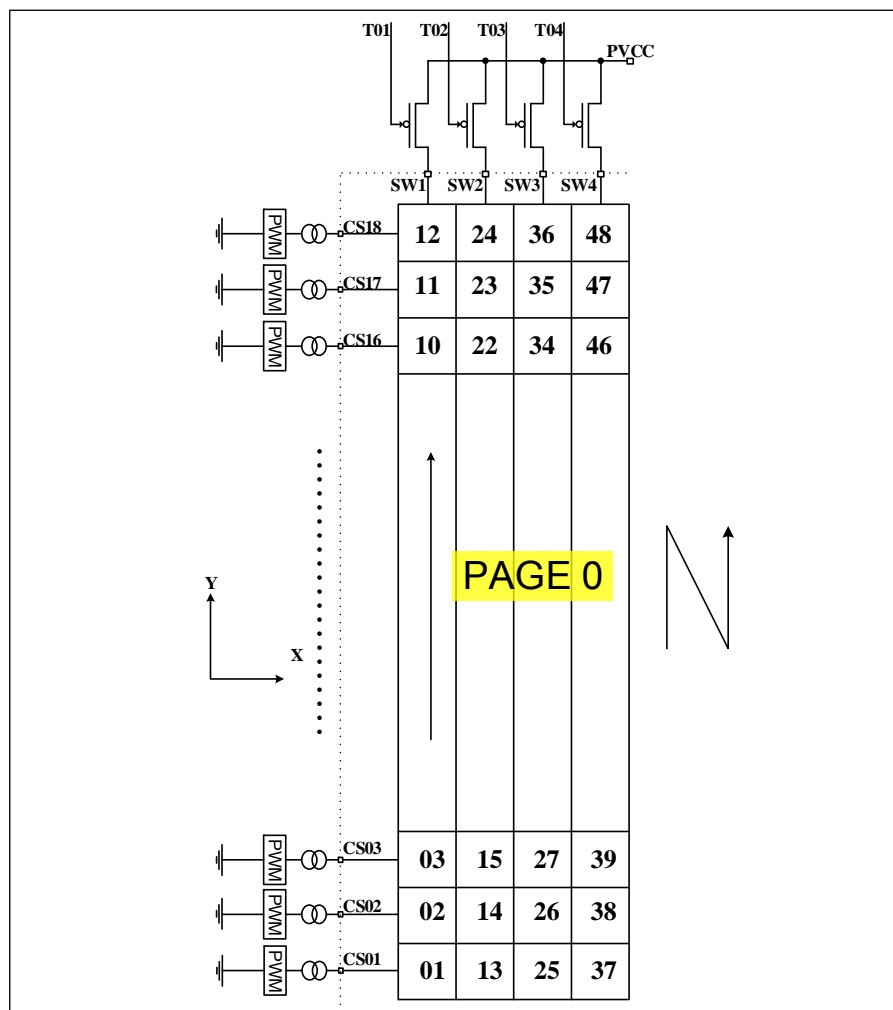 T01 T02 T03 T04
PVCC
SW1 SW2 SW3 SW4
PWM CS18 12 24 36 48
PWM CS17 11 23 35 47
PWM CS16 10 22 34 46
PAGE 0
Y
X
PWM CS03 03 15 27 39
PWM CS02 02 14 26 38
PWM CS01 01 13 25 37